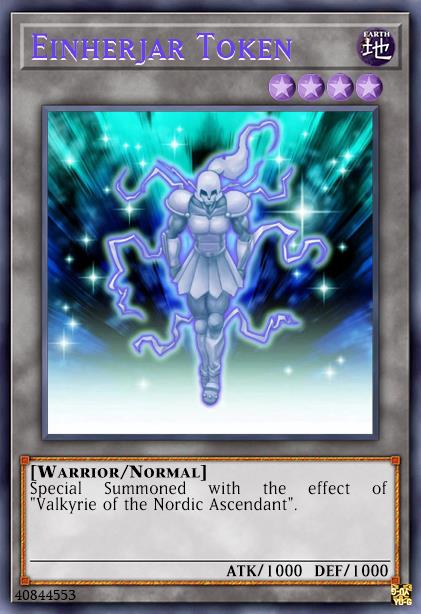 Einherjar Token
EARTH
地
[Warrior/Normal]
Special Summoned with the effect of
"Valkyrie of the Nordic Ascendant".
ATK/1000 DEF/1000
40844553